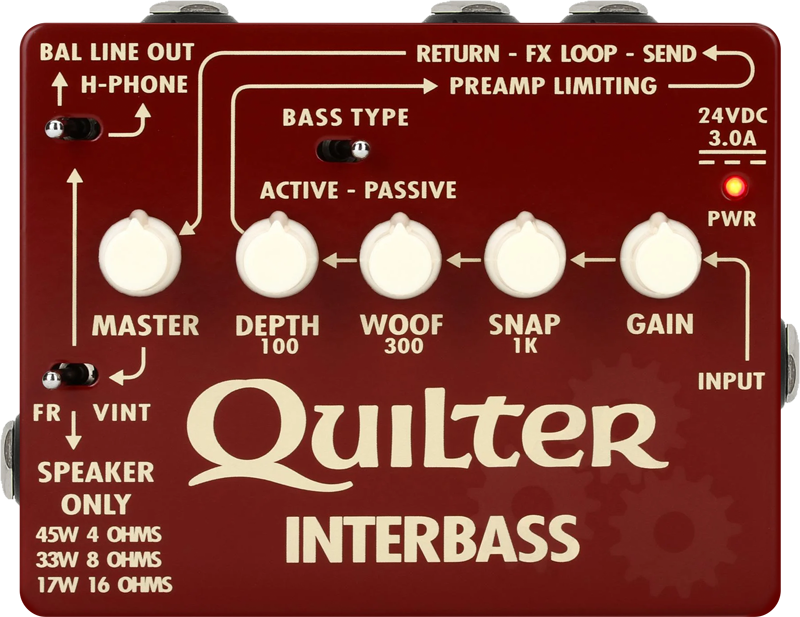 BAL LINE OUT
H-PHONE
RETURN - FX LOOP - SEND
PREAMP LIMITING
BASS TYPE
24VDC
3.0A
ACTIVE - PASSIVE
PWR
MASTER
DEPTH
100
WOOF
300
SNAP
1K
GAIN
INPUT
FR VINT
SPEAKER
ONLY
45W 4 OHMS
33W 8 OHMS
17W 16 OHMS
QUILTER
INTERBASS